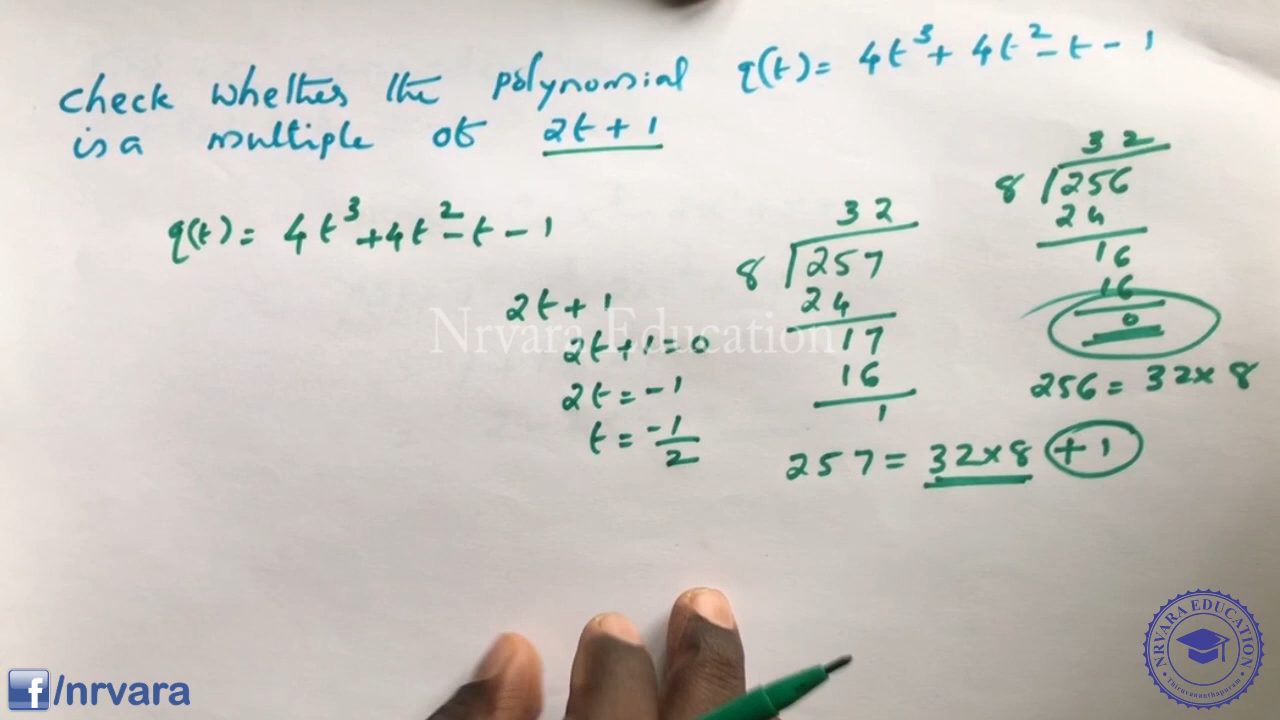 check whether the polynomial q(t) = 4t³ + 4t² - t - 1
is a multiple of 2t + 1
q(t) = 4t³ + 4t² - t - 1
2t + 1
2t + 1 = 0
2t = -1
t = -1/2
32
8 ) 257
24
17
16
1
257 = 32 × 8 + 1
32
8 ) 256
24
16
16
0
256 = 32 × 8
Nrvara Education
/nrvara
NRVARA EDUCATION
Thiruvananthapuram